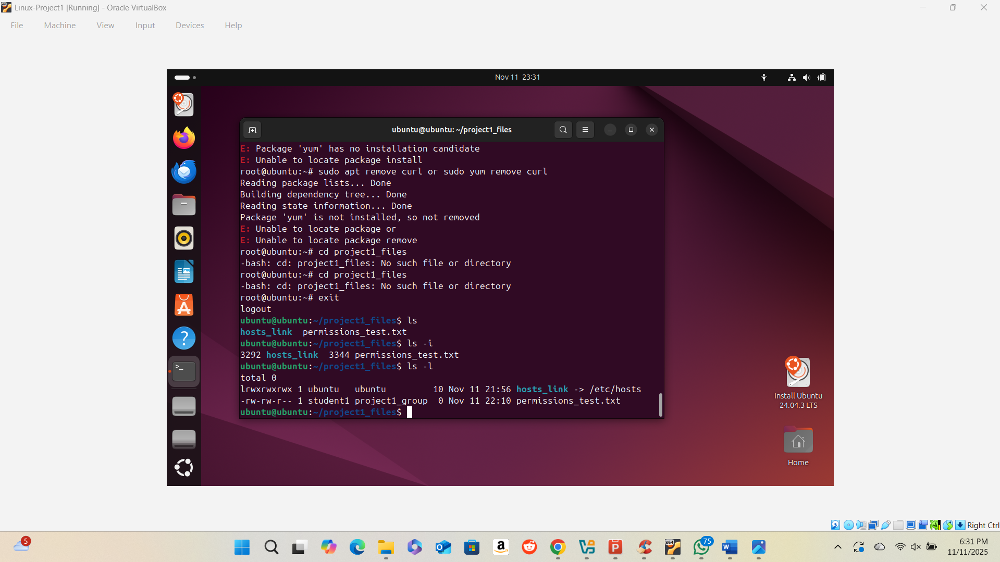 Linux-Project1 [Running] - Oracle VirtualBox
File Machine View Input Devices Help
Nov 11 23:31
ubuntu@ubuntu: ~/project1_files
E: Package 'yum' has no installation candidate
E: Unable to locate package install
root@ubuntu:~# sudo apt remove curl or sudo yum remove curl
Reading package lists... Done
Building dependency tree... Done
Reading state information... Done
Package 'yum' is not installed, so not removed
E: Unable to locate package or
E: Unable to locate package remove
root@ubuntu:~# cd project1_files
-bash: cd: project1_files: No such file or directory
root@ubuntu:~# cd project1_files
-bash: cd: project1_files: No such file or directory
root@ubuntu:~# exit
logout
ubuntu@ubuntu:~/project1_files$ ls
hosts_link  permissions_test.txt
ubuntu@ubuntu:~/project1_files$ ls -i
3292 hosts_link  3344 permissions_test.txt
ubuntu@ubuntu:~/project1_files$ ls -l
total 0
lrwxrwxrwx 1 ubuntu   ubuntu         10 Nov 11 21:56 hosts_link -> /etc/hosts
-rw-rw-r-- 1 student1 project1_group  0 Nov 11 22:10 permissions_test.txt
ubuntu@ubuntu:~/project1_files$
Install Ubuntu
24.04.3 LTS
Home
Right Ctrl
5
75
6:31 PM
11/11/2025